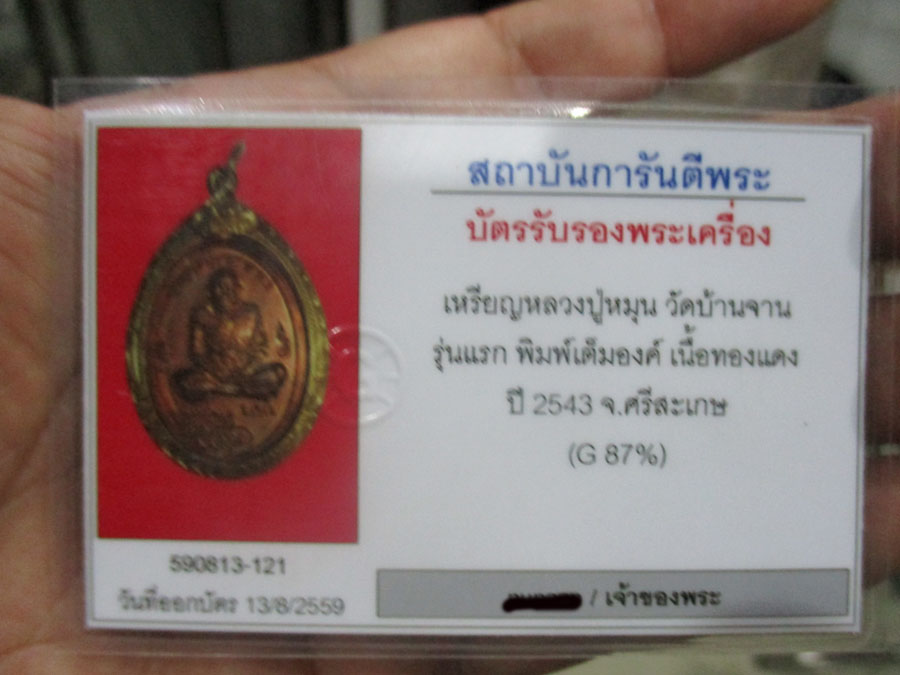 สถาบันการันตีพระ
บัตรรับรองพระเครื่อง
เหรียญหลวงปู่หมุน วัดบ้านจาน
รุ่นแรก พิมพ์เต็มองค์ เนื้อทองแดง
ปี 2543 จ.ศรีสะเกษ
(G 87%)
590813-121
วันที่ออกบัตร 13/8/2559
/ เจ้าของพระ